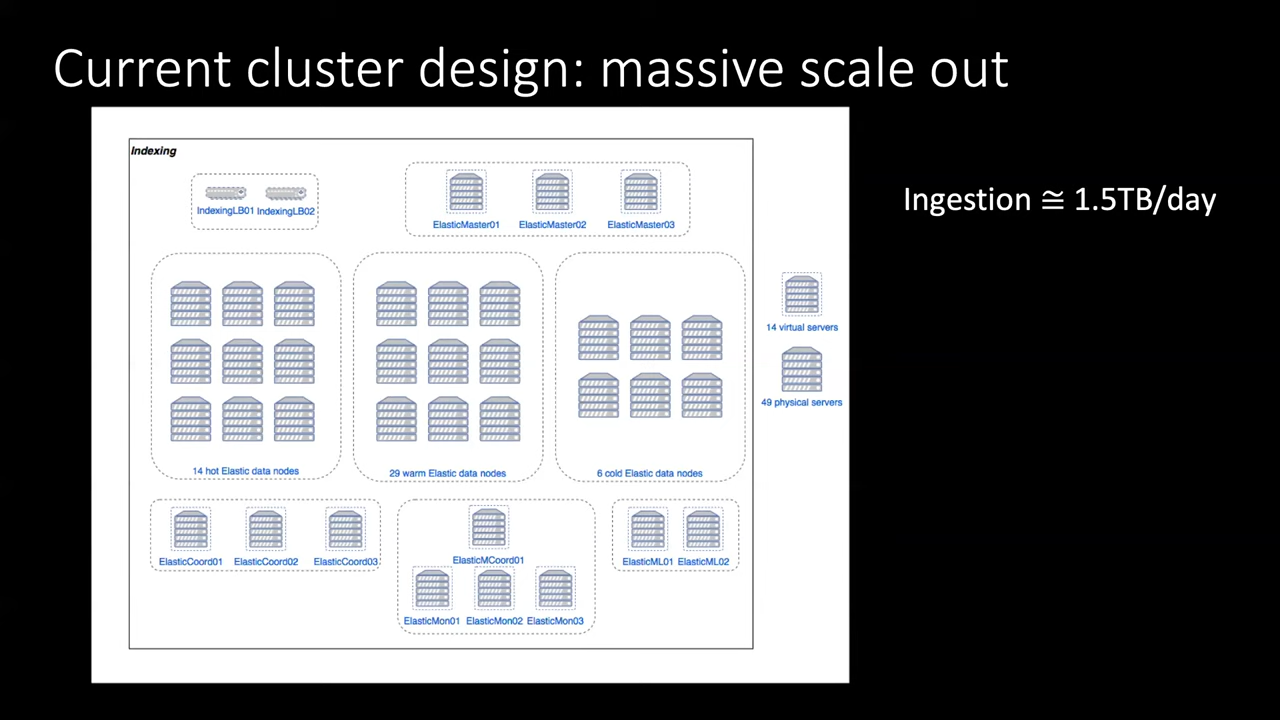 Current cluster design: massive scale out
Indexing
IndexingLB01 IndexingLB02
ElasticMaster01 ElasticMaster02 ElasticMaster03
Ingestion ≅ 1.5TB/day
14 virtual servers
49 physical servers
14 hot Elastic data nodes
29 warm Elastic data nodes
6 cold Elastic data nodes
ElasticCoord01 ElasticCoord02 ElasticCoord03
ElasticMCoord01
ElasticML01 ElasticML02
ElasticMon01 ElasticMon02 ElasticMon03